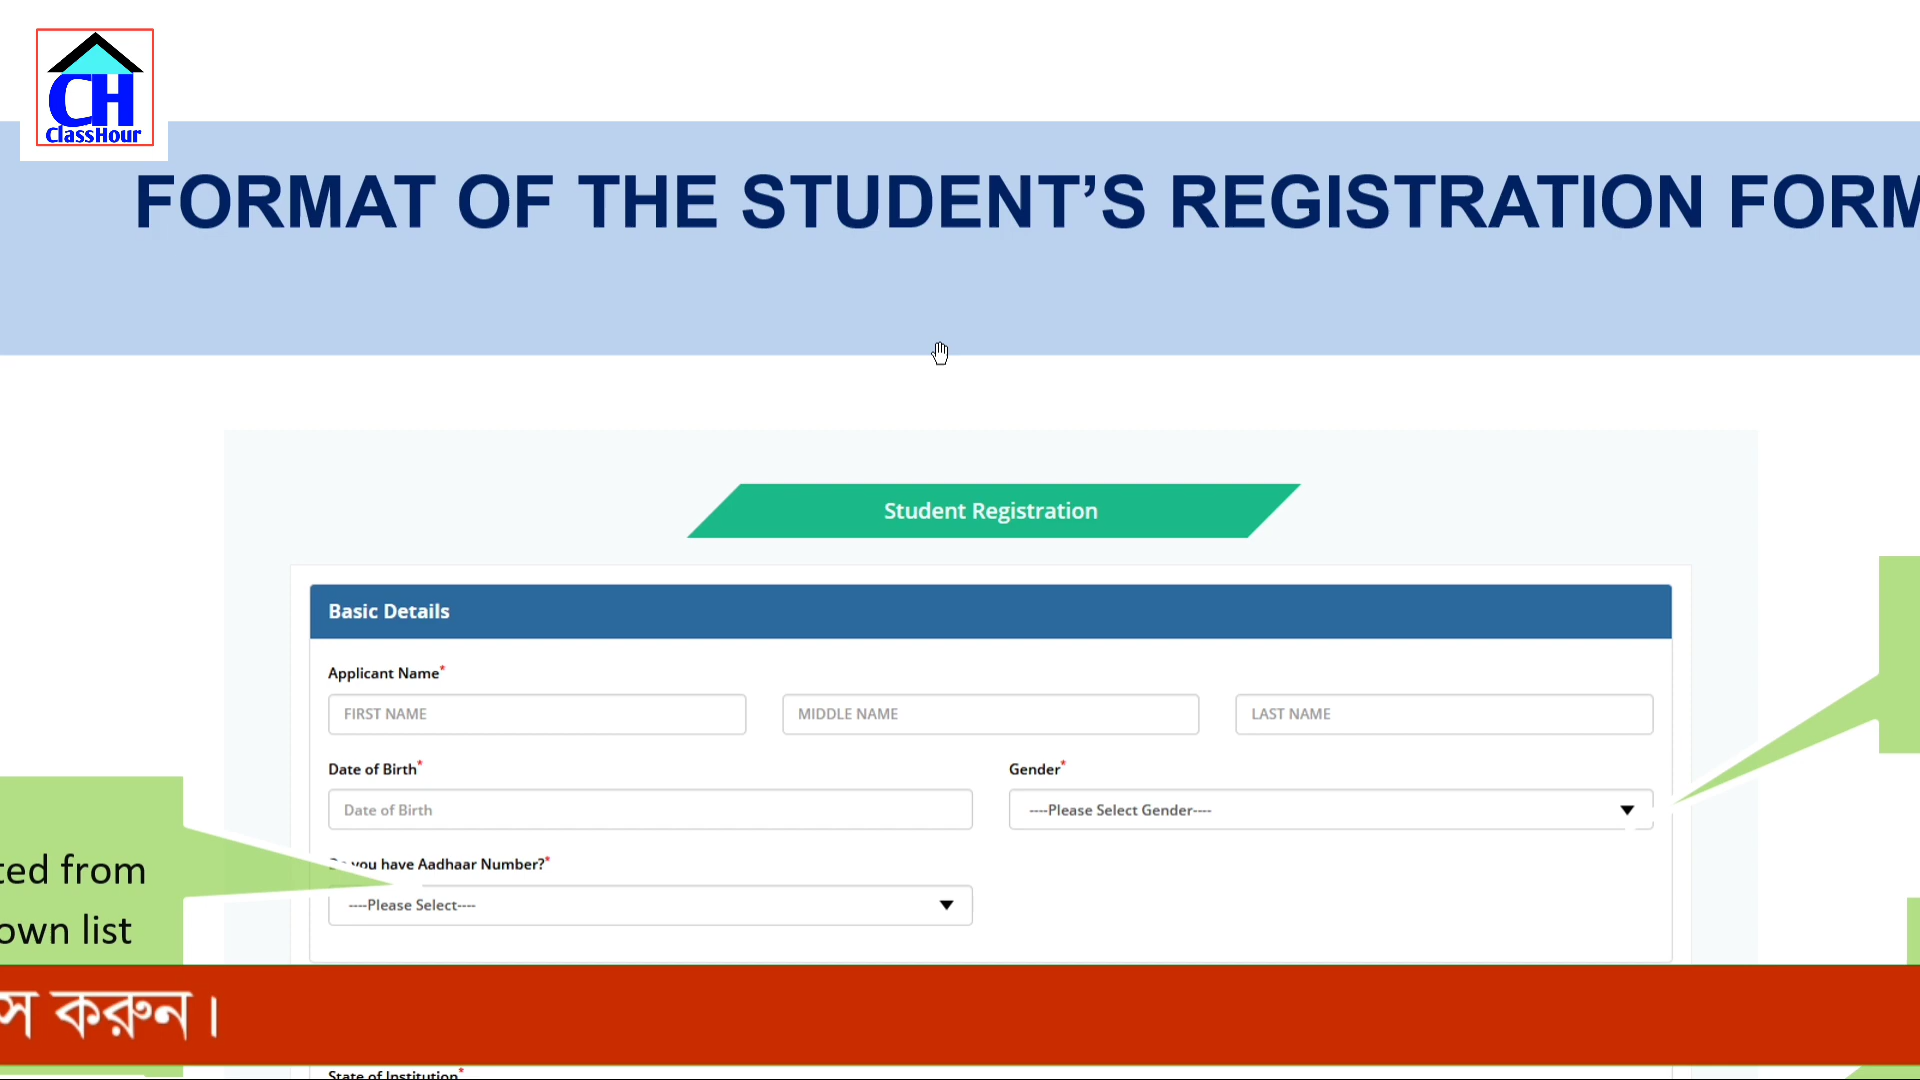 CH
ClassHour
FORMAT OF THE STUDENT’S REGISTRATION FORM
Student Registration
Basic Details
Applicant Name*
FIRST NAME
MIDDLE NAME
LAST NAME
Date of Birth*
Gender*
Date of Birth
----Please Select Gender----
you have Aadhaar Number?*
----Please Select----
ted from
own list
স করুন।
State of Institution*